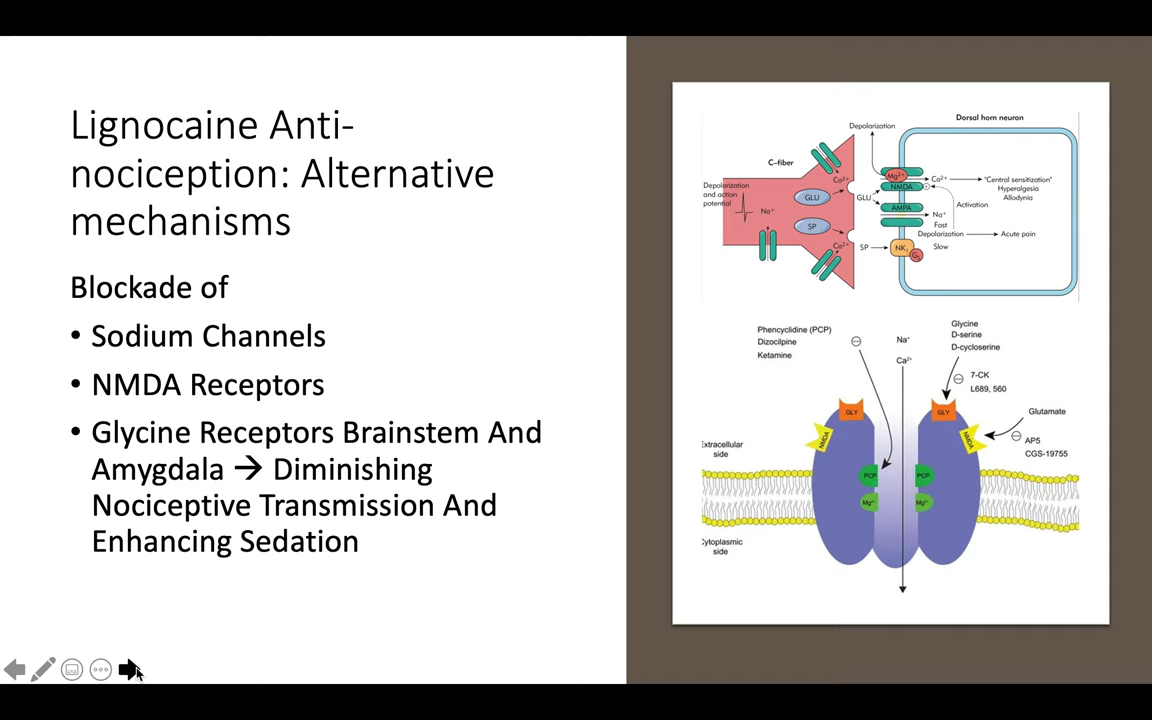 Lignocaine Anti-
nociception: Alternative
mechanisms
Blockade of
• Sodium Channels
• NMDA Receptors
• Glycine Receptors Brainstem And
Amygdala → Diminishing
Nociceptive Transmission And
Enhancing Sedation
Dorsal horn neuron
Depolarization
C–fiber
Depolarization
and action
potential
Na⁺
Ca²⁺
GLU
SP
Ca²⁺
GLU
SP
Mg²⁺
NMDA
AMPA
NK₁
Ca²⁺
"Central sensitization"
Hyperalgesia
Allodynia
Activation
Na⁺
Fast
Depolarization
Acute pain
Slow
Phencyclidine (PCP)
Dizocilpine
Ketamine
Na⁺
Ca²⁺
Glycine
D-serine
D-cycloserine
7-CK
L689, 560
Glutamate
AP5
CGS-19755
GLY
GLY
NMDA
NMDA
PCP
PCP
Mg²⁺
Mg²⁺
Extracellular
side
Cytoplasmic
side